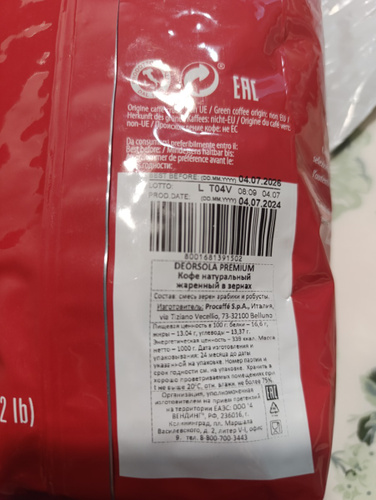 EAC
Origine caffè non UE / Green coffee origin: non EU /
Herkunft des Kaffees: nicht-EU / Origine du café vert:
non-UE / Происхождение кофе: не ЕС
Da consumarsi preferibilmente entro il:
Best before: / Mindestens haltbar bis:
de préférence avant le:
BEST BEFORE: (DD.MM.YYYY) 04.07.2026
LOTTO: L T04V 08:09 04.07
PROD DATE: (DD.MM.YYYY) 04.07.2024
8001681391502
DEORSOLA PREMIUM
Кофе натуральный
жаренный в зернах
Состав: смесь зерен арабики и робусты.
Изготовитель: Procaffé S.p.A., Италия,
via Tiziano Vecellio, 73-32100 Belluno
Пищевая ценность в 100 г: белки – 16,6 г,
жиры – 13.04 г, углеводы – 13,37 г.
Энергетическая ценность – 339 ккал. Масса
нетто – 1000 г. Дата изготовления и
упаковывания: 24 месяца до даты
указанной на упаковке. Номер партии и
срок годности см. на упаковке. Хранить в
хорошо проветриваемых помещениях при
t не выше 20°C, отн. влажн. не более 75%
Организация, уполномоченная
изготовителем на прием претензий
на территории ЕАЭС: ООО "4
ВЕНДИНГ", РФ, 236016, г.
Калининград, пл. Маршала
Василевского, д. 2, литер V-I, офис
9. тел. 8-800-700-3443
2 lb)